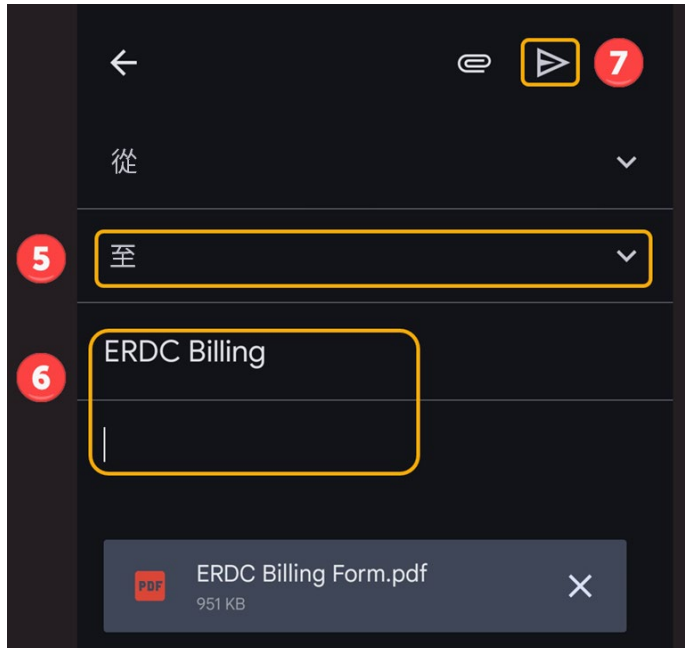 7
從
5
至
ERDC Billing
6
PDF
ERDC Billing Form.pdf
951 KB